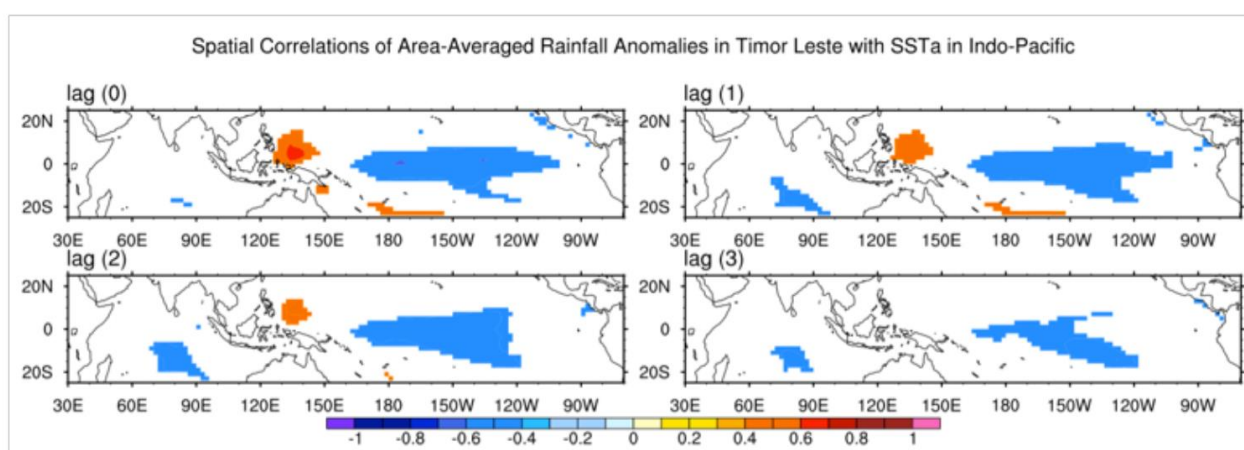 Spatial Correlations of Area-Averaged Rainfall Anomalies in Timor Leste with SSTa in Indo-Pacific
lag (0)
20N
0
20S
30E 60E 90E 120E 150E 180 150W 120W 90W
lag (1)
20N
0
20S
30E 60E 90E 120E 150E 180 150W 120W 90W
lag (2)
20N
0
20S
30E 60E 90E 120E 150E 180 150W 120W 90W
lag (3)
20N
0
20S
30E 60E 90E 120E 150E 180 150W 120W 90W
-1 -0.8 -0.6 -0.4 -0.2 0 0.2 0.4 0.6 0.8 1